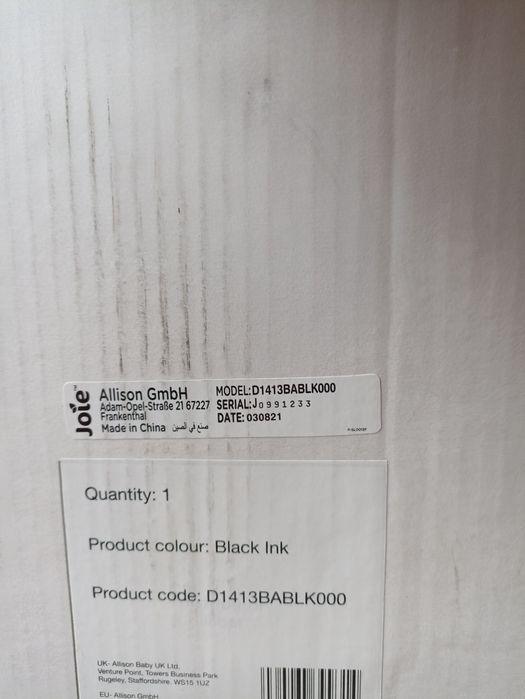 Joie
Allison GmbH
Adam-Opel-Straße 21 67227
Frankenthal
Made in China صنع في الصين
MODEL:D1413BABLK000
SERIAL:J0991233
DATE:030821
Quantity: 1
Product colour: Black Ink
Product code: D1413BABLK000
UK- Allison Baby UK Ltd.
Venture Point, Towers Business Park
Rugeley, Staffordshire. WS15 1UZ
EU- Allison GmbH